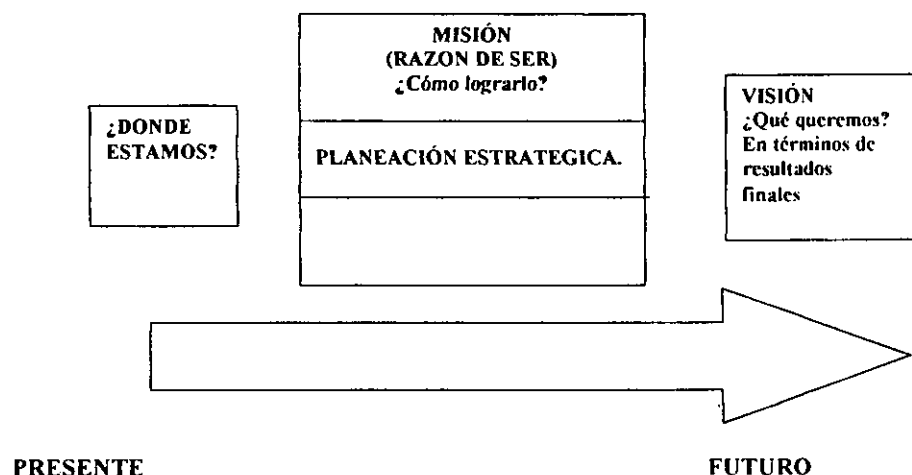 MISIÓN
(RAZON DE SER)
¿Cómo lograrlo?
¿DONDE
ESTAMOS?
PLANEACIÓN ESTRATEGICA.
VISIÓN
¿Qué queremos?
En términos de
resultados
finales
PRESENTE
FUTURO